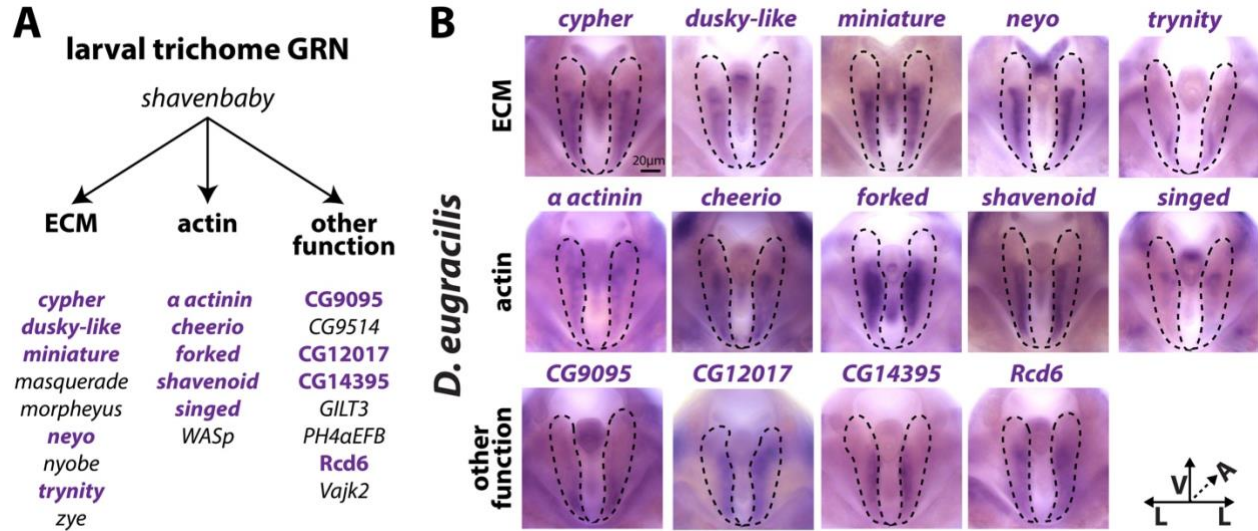 A
larval trichome GRN
shavenbaby
ECM
actin
other
function
cypher
dusky-like
miniature
masquerade
morpheyus
neyo
nyobe
trynity
zye
α actinin
cheerio
forked
shavenoid
singed
WASp
CG9095
CG9514
CG12017
CG14395
GILT3
PH4αEFB
Rcd6
Vajk2
B
D. eugracilis
cypher dusky-like miniature neyo trynity
ECM
20μm
α actinin cheerio forked shavenoid singed
actin
CG9095 CG12017 CG14395 Rcd6
other
function
V A
L L